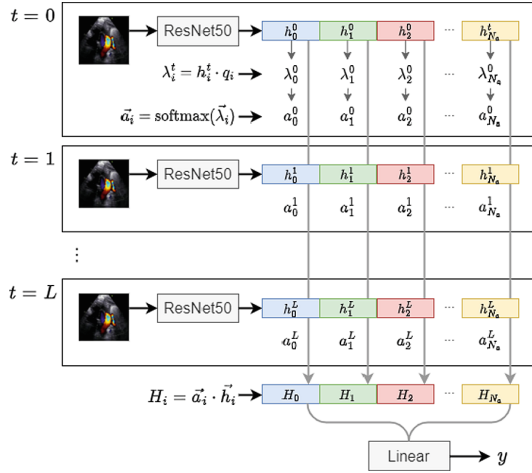 t = 0
ResNet50
h_0^0 h_1^0 h_2^0 ... h_{N_a}^t
λ_i^t = h_i^t · q_i λ_0^0 λ_1^0 λ_2^0 ... λ_{N_a}^0
a⃗_i = softmax(λ⃗_i) a_0^0 a_1^0 a_2^0 ... a_{N_a}^0
t = 1
ResNet50 h_0^1 h_1^1 h_2^1 ... h_{N_a}^1
a_0^1 a_1^1 a_2^1 ... a_{N_a}^1
⋮
t = L
ResNet50 h_0^L h_1^L h_2^L ... h_{N_a}^L
a_0^L a_1^L a_2^L ... a_{N_a}^L
H_i = a⃗_i · h⃗_i H_0 H_1 H_2 ... H_{N_a}
Linear y